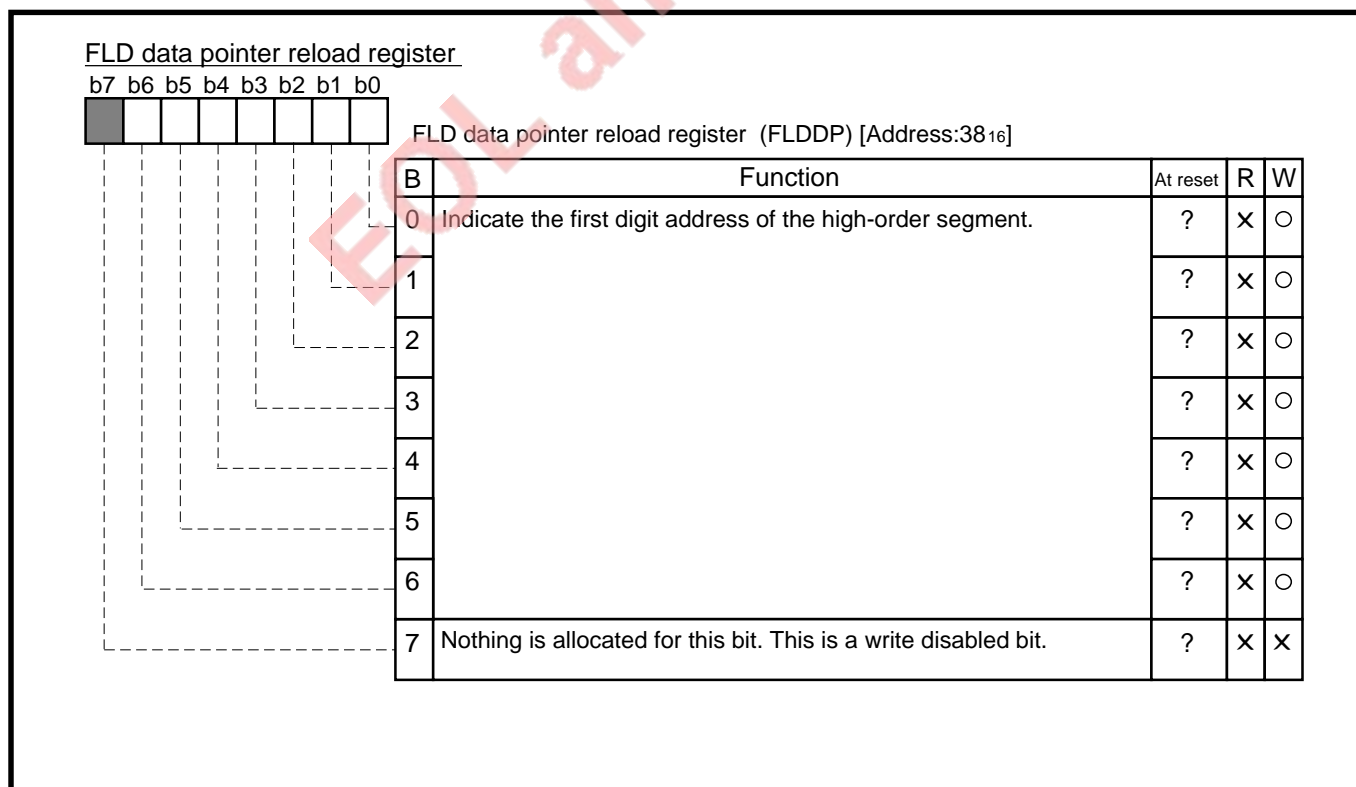 FLD data pointer reload register
b7 b6 b5 b4 b3 b2 b1 b0
FLD data pointer reload register (FLDDP) [Address:3816]
B Function At reset R W
0 Indicate the first digit address of the high-order segment. ? X O
1 ? X O
2 ? X O
3 ? X O
4 ? X O
5 ? X O
6 ? X O
7 Nothing is allocated for this bit. This is a write disabled bit. ? X X
EOL an